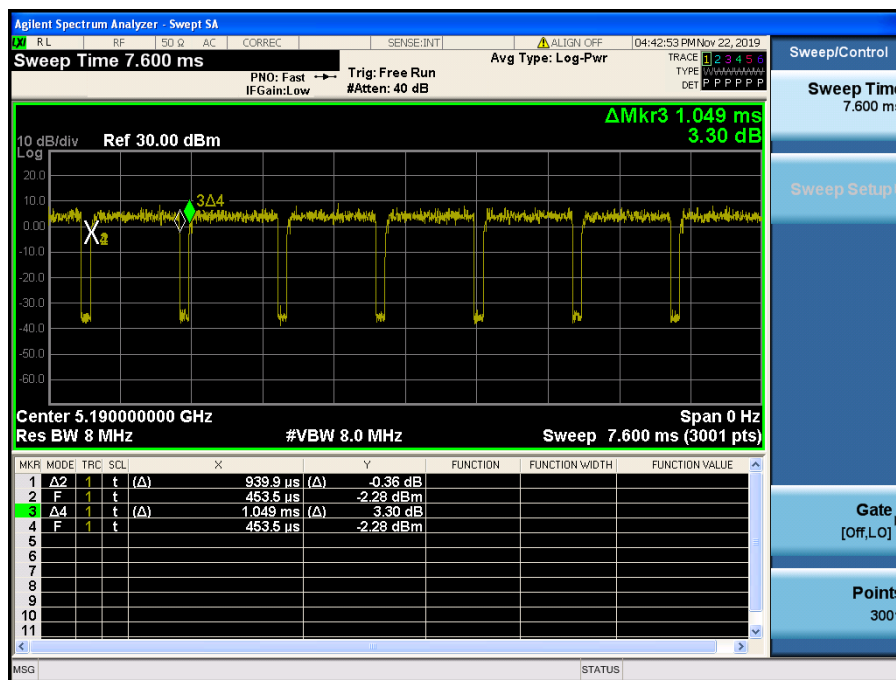 Agilent Spectrum Analyzer - Swept SA
LXI RL RF 50 Ω AC CORREC SENSE:INT ALIGN OFF 04:42:53 PM Nov 22, 2019
Sweep Time 7.600 ms
PNO: Fast
IFGain:Low
Trig: Free Run
#Atten: 40 dB
Avg Type: Log-Pwr
TRACE 1 2 3 4 5 6
TYPE WWWWWW
DET P P P P P P
ΔMkr3 1.049 ms
3.30 dB
10 dB/div Ref 30.00 dBm
Log
20.0
10.0
0.00
-10.0
-20.0
-30.0
-40.0
-50.0
-60.0
3Δ4
Center 5.190000000 GHz Span 0 Hz
Res BW 8 MHz #VBW 8.0 MHz Sweep 7.600 ms (3001 pts)
MKR MODE TRC SCL X Y FUNCTION FUNCTION WIDTH FUNCTION VALUE
1 Δ2 1 t (Δ) 939.9 µs (Δ) -0.36 dB
2 F 1 t 453.5 µs -2.28 dBm
3 Δ4 1 t (Δ) 1.049 ms (Δ) 3.30 dB
4 F 1 t 453.5 µs -2.28 dBm
5
6
7
8
9
10
11
MSG STATUS
Sweep/Control
Sweep Time
7.600 ms
Sweep Setup
Gate
[Off,LO]
Points
3001